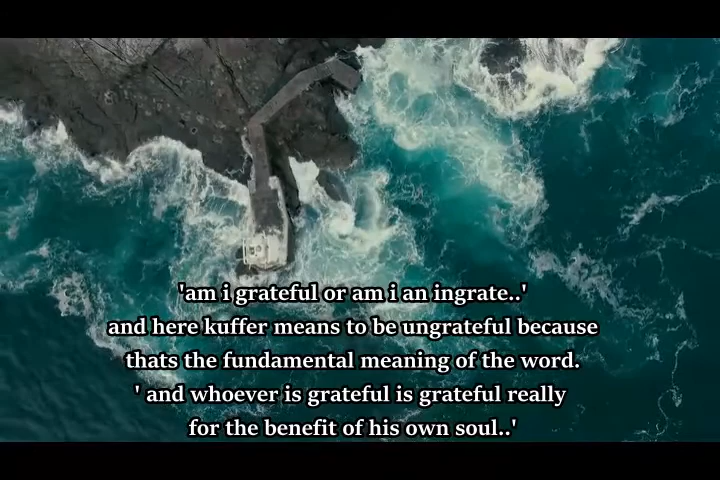 'am i grateful or am i an ingrate..'
and here kuffer means to be ungrateful because
thats the fundamental meaning of the word.
' and whoever is grateful is grateful really
for the benefit of his own soul..'